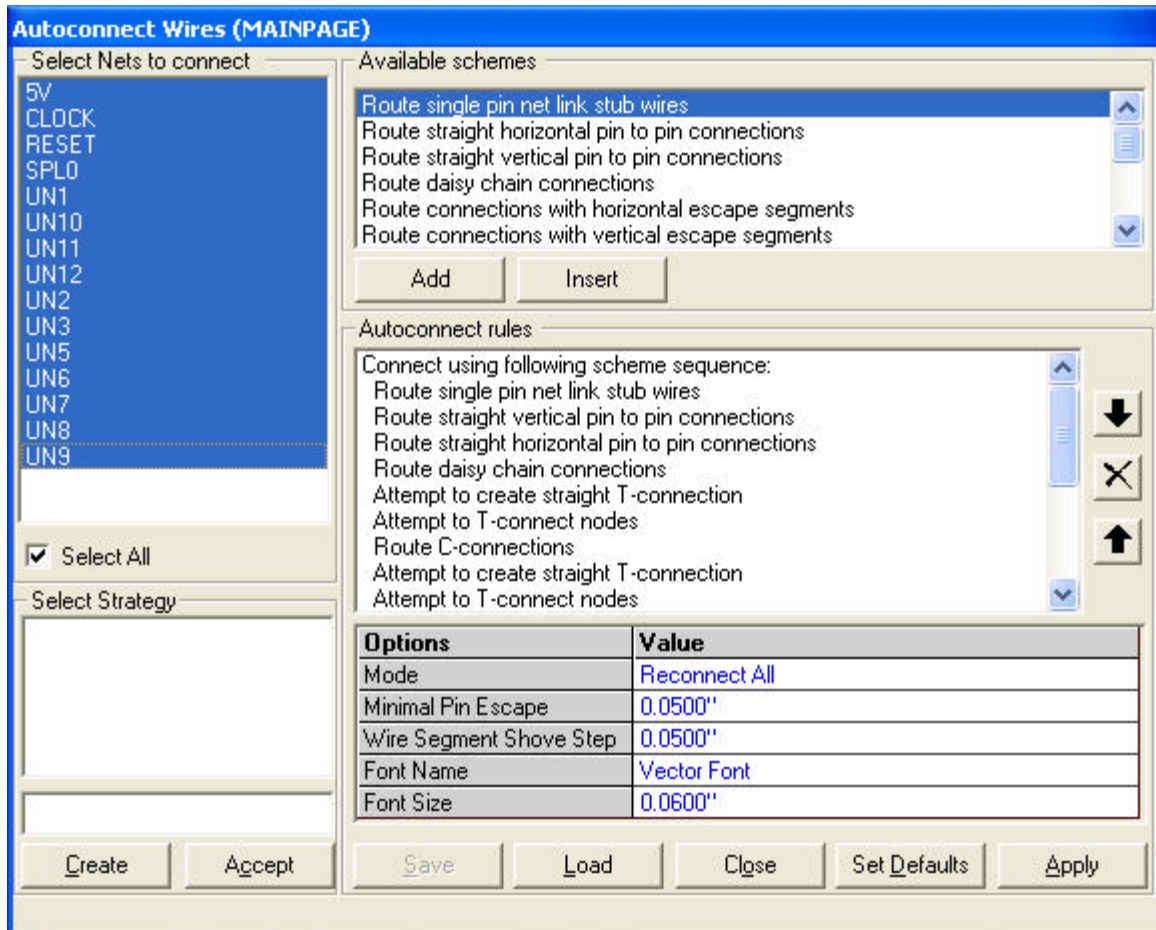 Autoconnect Wires (MAINPAGE)
Select Nets to connect
5V
CLOCK
RESET
SPL0
UN1
UN10
UN11
UN12
UN2
UN3
UN5
UN6
UN7
UN8
UN9
Select All
Select Strategy
Create
Accept
Available schemes
Route single pin net link stub wires
Route straight horizontal pin to pin connections
Route straight vertical pin to pin connections
Route daisy chain connections
Route connections with horizontal escape segments
Route connections with vertical escape segments
Add
Insert
Autoconnect rules
Connect using following scheme sequence:
Route single pin net link stub wires
Route straight vertical pin to pin connections
Route straight horizontal pin to pin connections
Route daisy chain connections
Attempt to create straight T-connection
Attempt to T-connect nodes
Route C-connections
Attempt to create straight T-connection
Attempt to T-connect nodes
Options Value
Mode Reconnect All
Minimal Pin Escape 0.0500"
Wire Segment Shove Step 0.0500"
Font Name Vector Font
Font Size 0.0600"
Save
Load
Close
Set Defaults
Apply